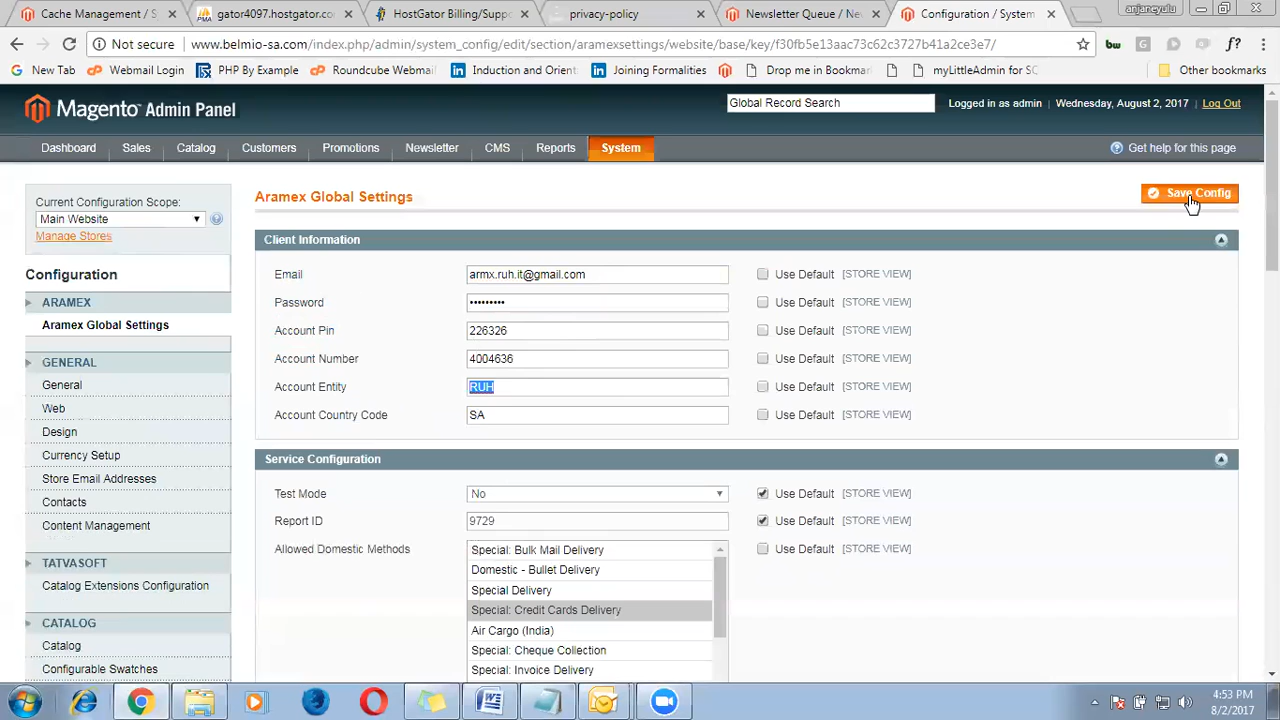 Cache Management / S
gator4097.hostgator.co
HostGator Billing/Suppo
privacy-policy
Newsletter Queue / Ne
Configuration / System
anjaneyulu
Not secure
www.belmio-sa.com/index.php/admin/system_config/edit/section/aramexsettings/website/base/key/f30fb5e13aac73c62c3727b41a2ce3e7/
New Tab
Webmail Login
PHP By Example
Roundcube Webmail
Induction and Orient
Joining Formalities
Drop me in Bookmar
myLittleAdmin for SC
Other bookmarks
Magento Admin Panel
Global Record Search
Logged in as admin | Wednesday, August 2, 2017 | Log Out
Dashboard
Sales
Catalog
Customers
Promotions
Newsletter
CMS
Reports
System
Get help for this page
Current Configuration Scope:
Main Website
Manage Stores
Configuration
ARAMEX
Aramex Global Settings
GENERAL
General
Web
Design
Currency Setup
Store Email Addresses
Contacts
Content Management
TATVASOFT
Catalog Extensions Configuration
CATALOG
Catalog
Configurable Swatches
Aramex Global Settings
Save Config
Client Information
Email armx.ruh.it@gmail.com Use Default [STORE VIEW]
Password ••••••••• Use Default [STORE VIEW]
Account Pin 226326 Use Default [STORE VIEW]
Account Number 4004636 Use Default [STORE VIEW]
Account Entity RUH Use Default [STORE VIEW]
Account Country Code SA Use Default [STORE VIEW]
Service Configuration
Test Mode No Use Default [STORE VIEW]
Report ID 9729 Use Default [STORE VIEW]
Allowed Domestic Methods Special: Bulk Mail Delivery Use Default [STORE VIEW]
Domestic - Bullet Delivery
Special Delivery
Special: Credit Cards Delivery
Air Cargo (India)
Special: Cheque Collection
Special: Invoice Delivery
4:53 PM
8/2/2017